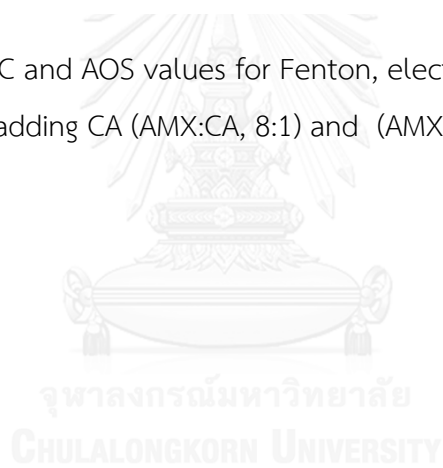 C and AOS values for Fenton, elect
adding CA (AMX:CA, 8:1) and (AMX
จุฬาลงกรณ์มหาวิทยาลัย
CHULALONGKORN UNIVERSITY